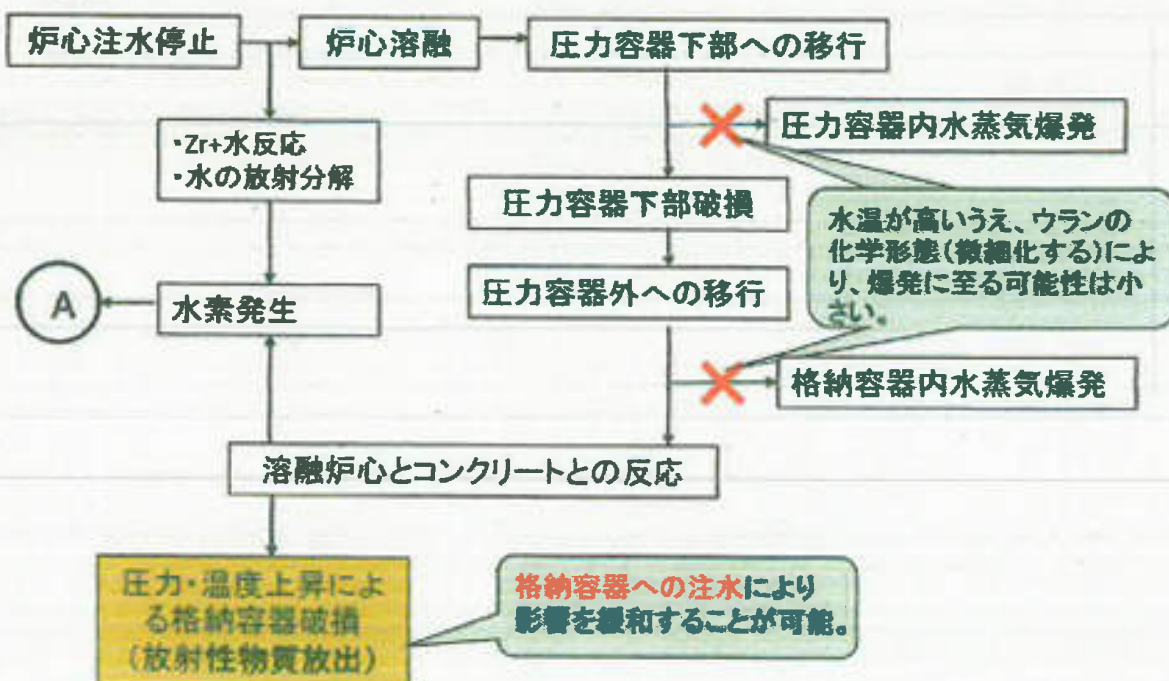 炉心注水停止
炉心溶融
圧力容器下部への移行
・Zr+水反応
・水の放射分解
圧力容器内水蒸気爆発
圧力容器下部破損
水温が高いうえ、ウランの
化学形態(微細化する)によ
り、爆発に至る可能性は小
さい。
A
水素発生
圧力容器外への移行
格納容器内水蒸気爆発
溶融炉心とコンクリートとの反応
圧力・温度上昇によ
る格納容器破損
(放射性物質放出)
格納容器への注水により
影響を緩和することが可能。